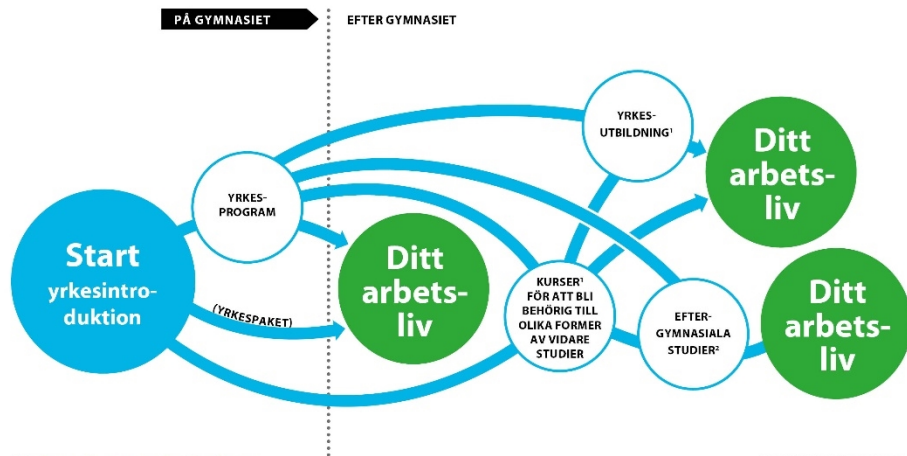 PÅ GYMNASIET
EFTER GYMNASIET
Start
yrkesintro-
duktion
YRKES-
PROGRAM
(YRKESPAKET)
Ditt
arbets-
liv
KURSER¹
FÖR ATT BLI
BEHÖRIG TILL
OLIKA FORMER
AV VIDARE
STUDIER
YRKES-
UTBILDNING¹
EFTER-
GYMNASIALA
STUDIER²
Ditt
arbets-
liv
Ditt
arbets-
liv